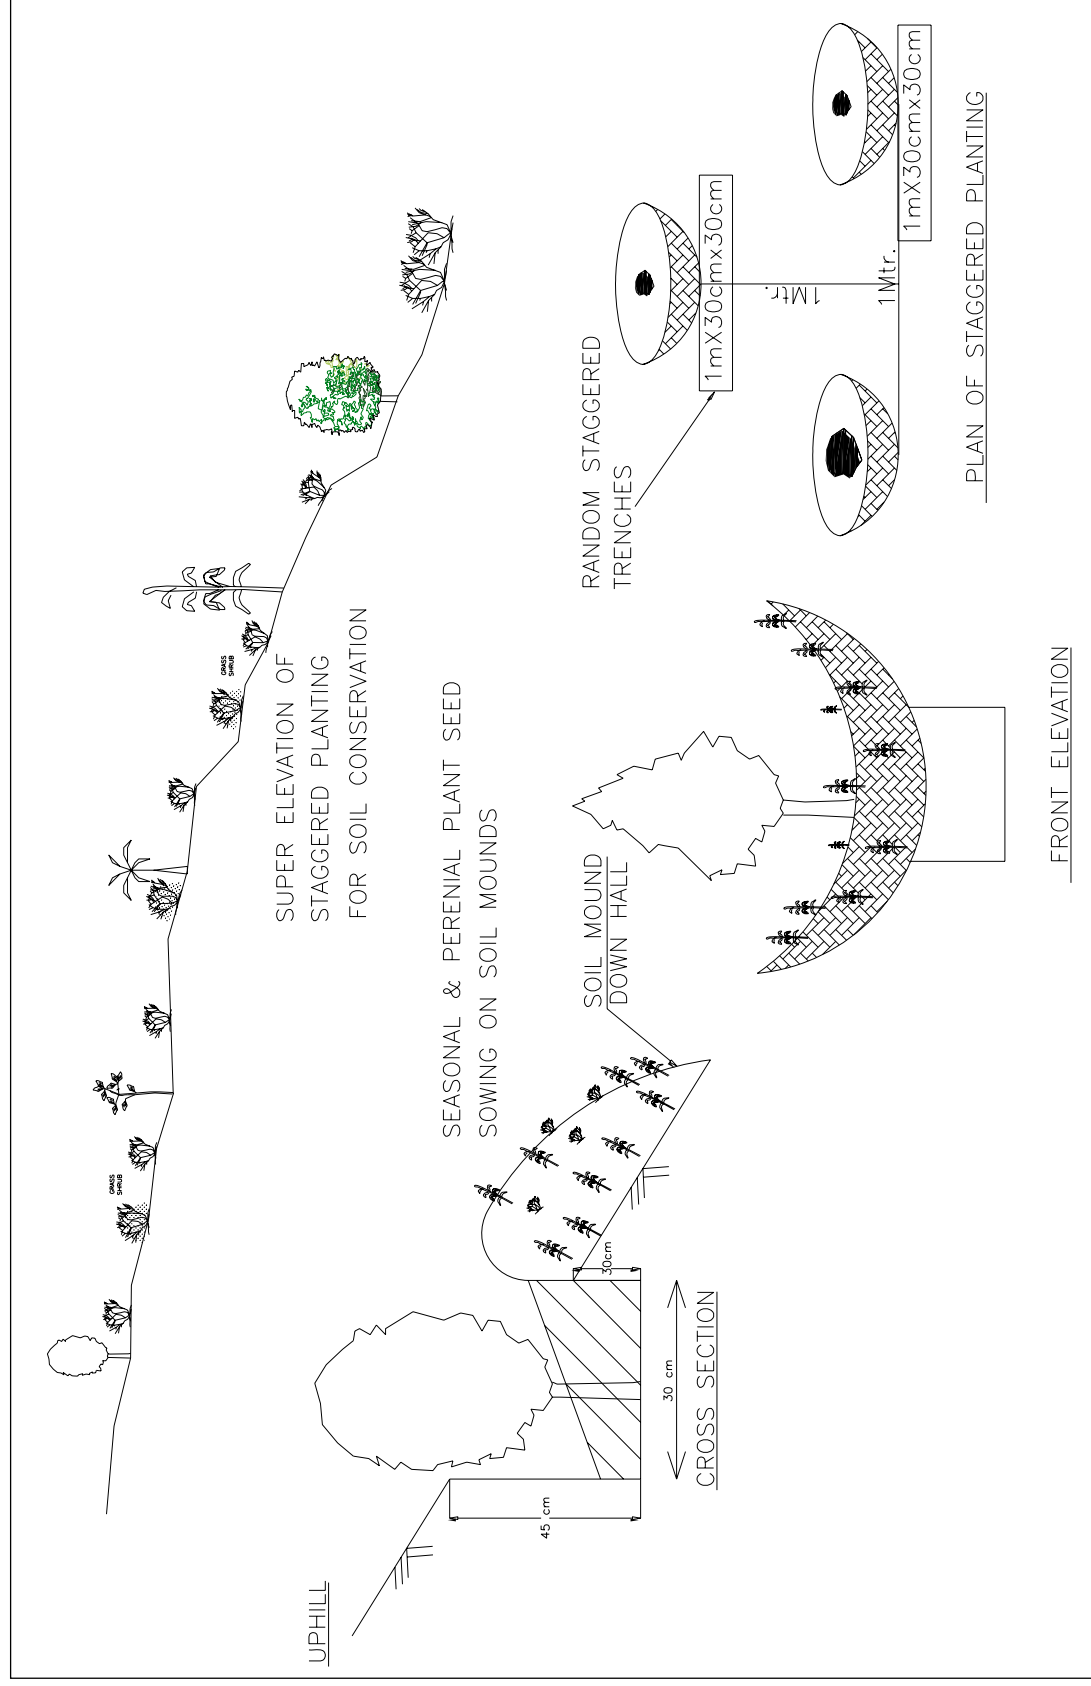 GRASS
SHRUB
GRASS
SHRUB
SUPER ELEVATION OF
STAGGERED PLANTING
FOR SOIL CONSERVATION
UPHILL
SEASONAL & PERENIAL PLANT SEED
SOWING ON SOIL MOUNDS
SOIL MOUND
DOWN HALL
45 cm
30cm
30 cm
CROSS SECTION
FRONT ELEVATION
RANDOM STAGGERED
TRENCHES
1mX30cmx30cm
1Mtr.
1Mtr.
1mX30cmx30cm
PLAN OF STAGGERED PLANTING